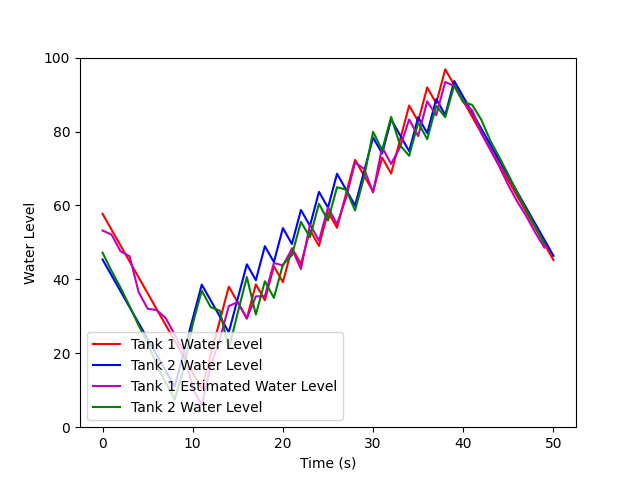 100
80
60
40
20
0
Water Level
Tank 1 Water Level
Tank 2 Water Level
Tank 1 Estimated Water Level
Tank 2 Water Level
0 10 20 30 40 50
Time (s)